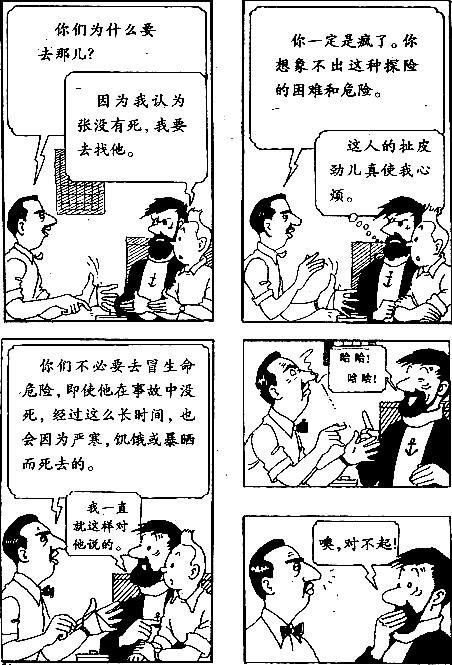 你们为什么要
去那儿?
因为我认为
张没有死,我要
去找他。
你一定是疯了。你
想象不出这种探险
的困难和危险。
这人的扯皮
劲儿真使我心
烦。
你们不必要去冒生命
危险,即使他在事故中没
死,经过这么长时间,也
会因为严寒,饥饿或暴晒
而死去的。
我一直
就这样对
他说的。
哈哈!
哈哈!
噢,对不起!